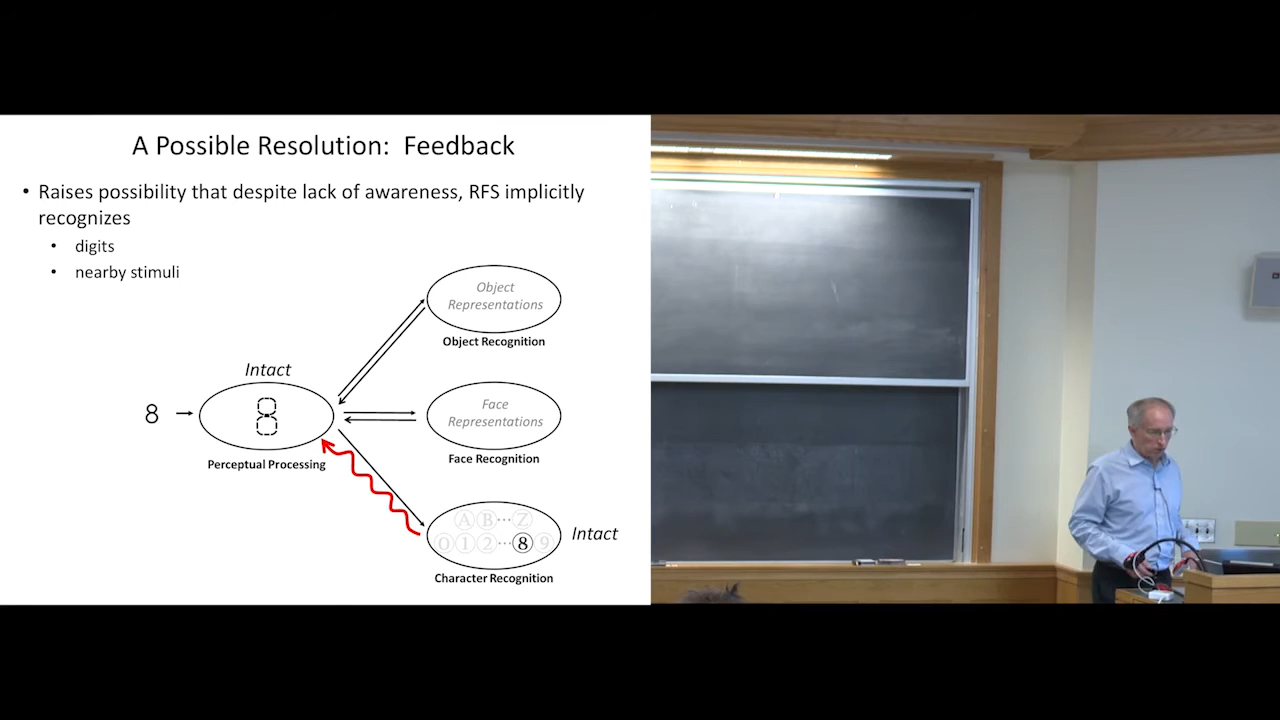 A Possible Resolution: Feedback
• Raises possibility that despite lack of awareness, RFS implicitly
recognizes
• digits
• nearby stimuli
Object
Representations
Object Recognition
Intact
8
8
Perceptual Processing
Face
Representations
Face Recognition
A B ··· Z
0 1 2 ··· 8 9
Intact
Character Recognition